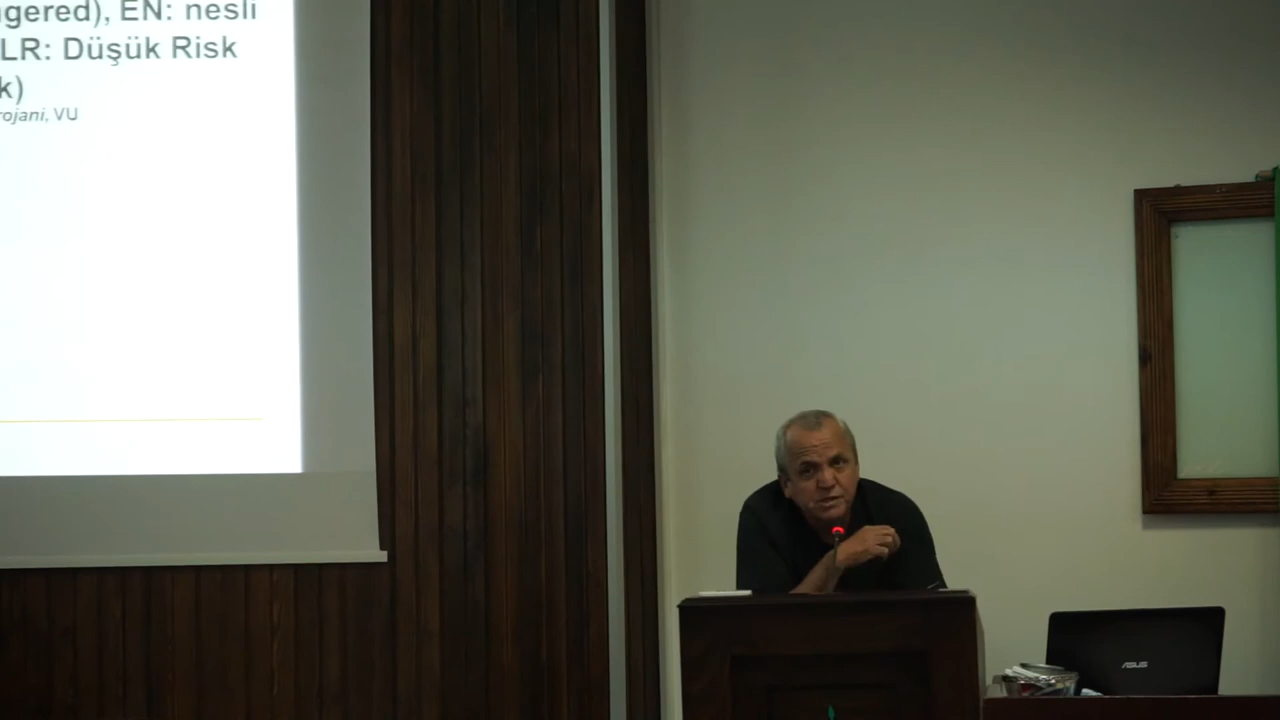 gered), EN: nesli
LR: Düşük Risk
k)
rojani, VU
ASUS